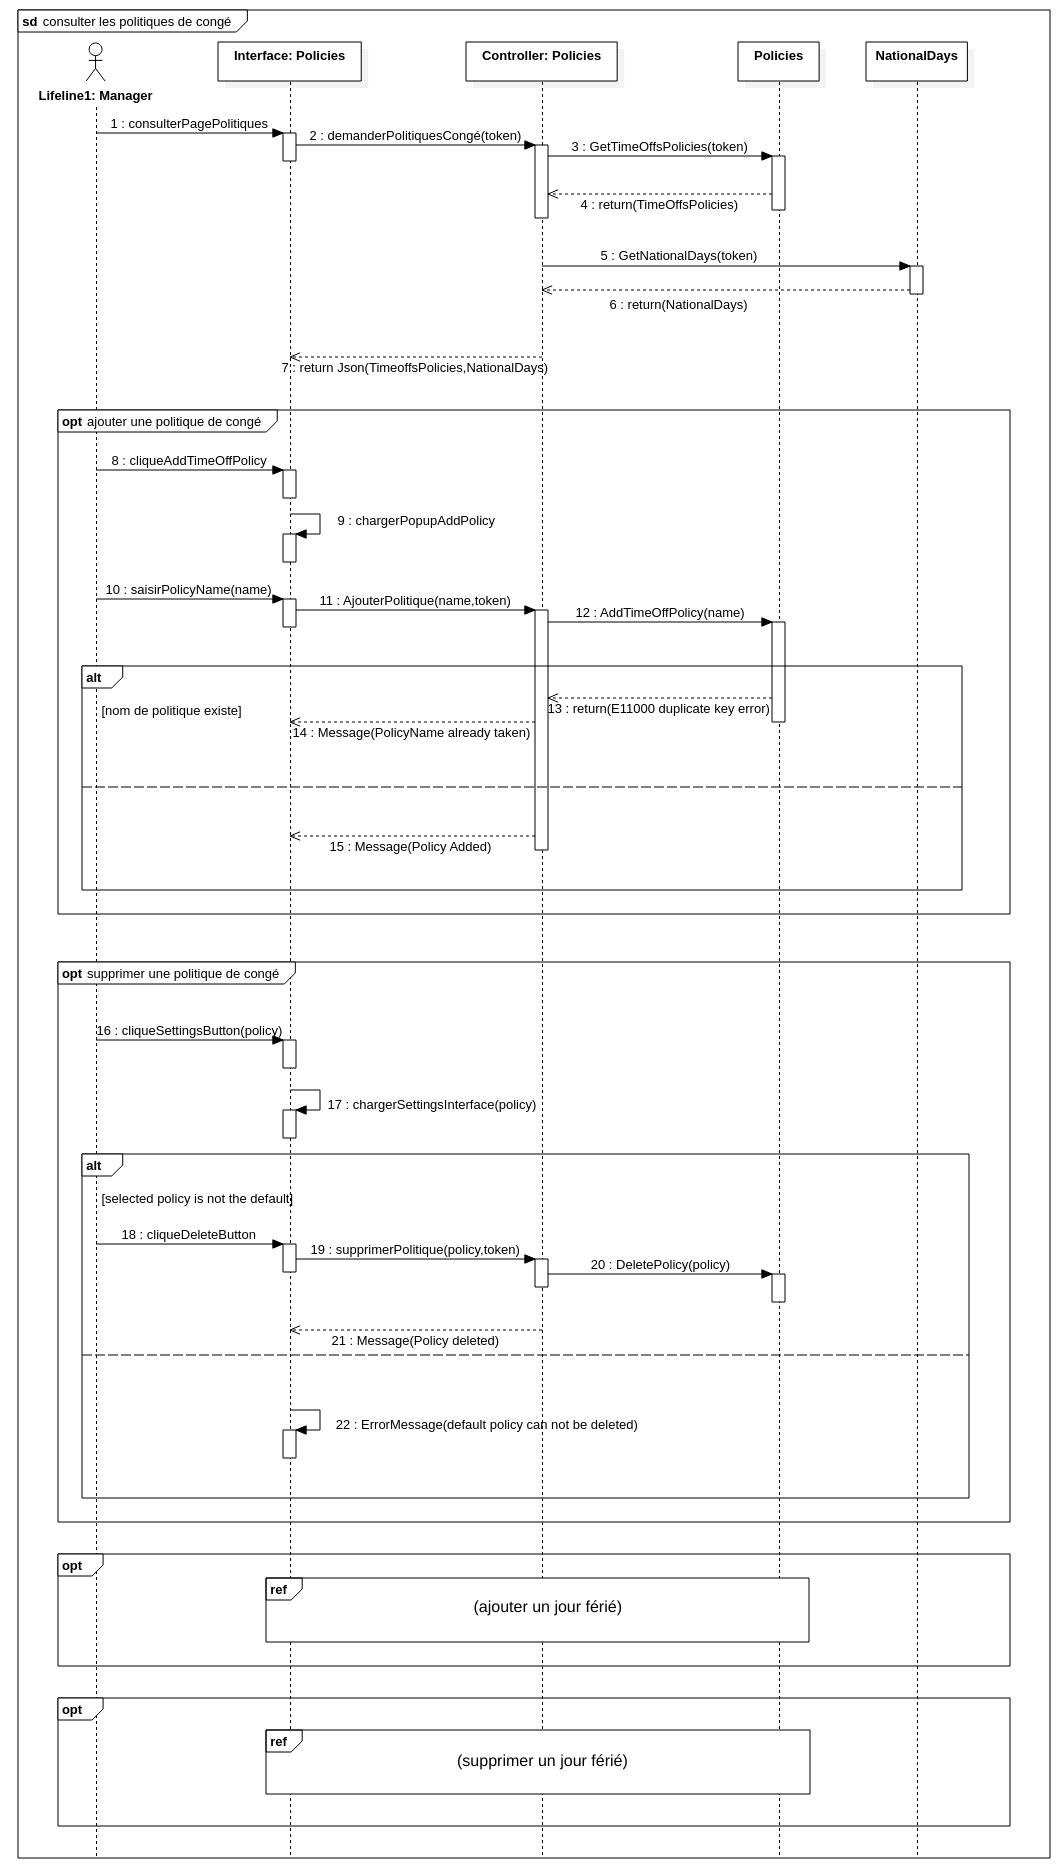 sd consulter les politiques de congé
Lifeline1: Manager
Interface: Policies
Controller: Policies
Policies
NationalDays
1 : consulterPagePolitiques
2 : demanderPolitiquesCongé(token)
3 : GetTimeOffsPolicies(token)
4 : return(TimeOffsPolicies)
5 : GetNationalDays(token)
6 : return(NationalDays)
7 : return Json(TimeoffsPolicies,NationalDays)
opt ajouter une politique de congé
8 : cliqueAddTimeOffPolicy
9 : chargerPopupAddPolicy
10 : saisirPolicyName(name)
11 : AjouterPolitique(name,token)
12 : AddTimeOffPolicy(name)
alt
[nom de politique existe]
13 : return(E11000 duplicate key error)
14 : Message(PolicyName already taken)
15 : Message(Policy Added)
opt supprimer une politique de congé
16 : cliqueSettingsButton(policy)
17 : chargerSettingsInterface(policy)
alt
[selected policy is not the default]
18 : cliqueDeleteButton
19 : supprimerPolitique(policy,token)
20 : DeletePolicy(policy)
21 : Message(Policy deleted)
22 : ErrorMessage(default policy can not be deleted)
opt
ref
(ajouter un jour férié)
opt
ref
(supprimer un jour férié)